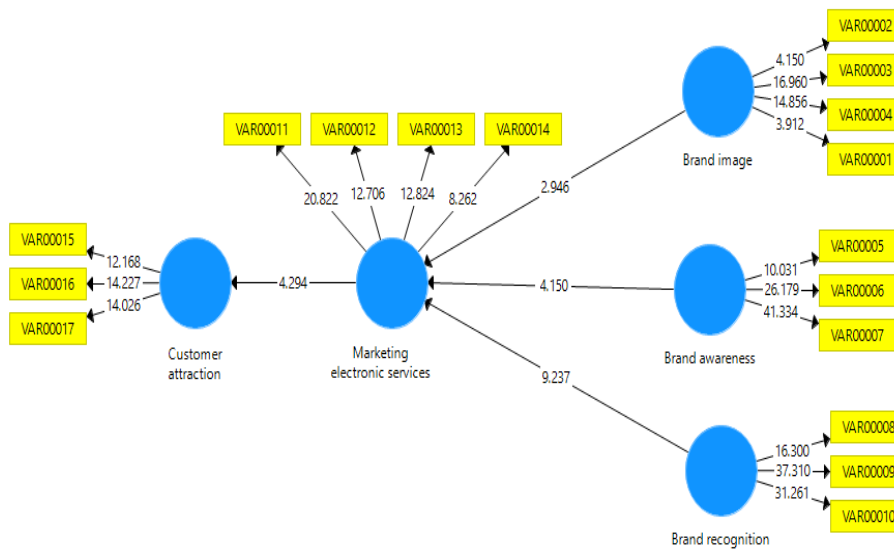 VAR00002
4.150
VAR00003
16.960
14.856
VAR00004
3.912
VAR00001
Brand image
VAR00011
VAR00012
VAR00013
VAR00014
20.822
12.706
12.824
8.262
2.946
VAR00015
12.168
VAR00016
14.227
14.026
VAR00017
Customer
attraction
4.294
Marketing
electronic services
4.150
VAR00005
10.031
26.179
VAR00006
41.334
VAR00007
Brand awareness
9.237
VAR00008
16.300
37.310
VAR00009
31.261
VAR00010
Brand recognition